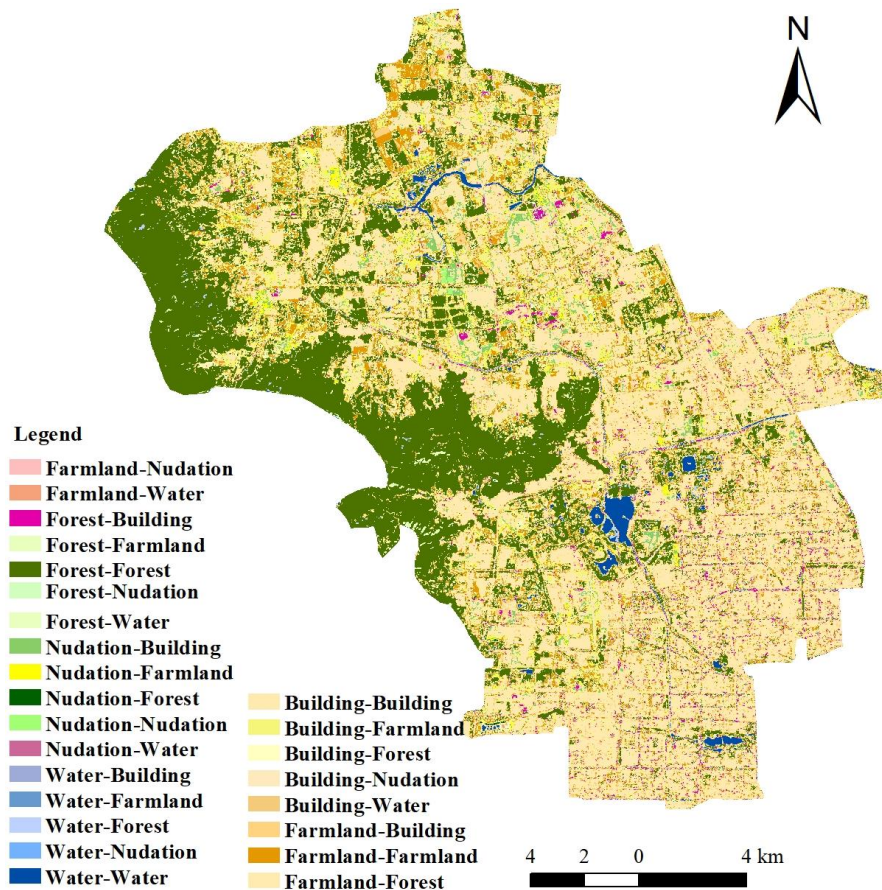 N
Legend
Farmland-Nudation
Farmland-Water
Forest-Building
Forest-Farmland
Forest-Forest
Forest-Nudation
Forest-Water
Nudation-Building
Nudation-Farmland
Nudation-Forest
Nudation-Nudation
Nudation-Water
Water-Building
Water-Farmland
Water-Forest
Water-Nudation
Water-Water
Building-Building
Building-Farmland
Building-Forest
Building-Nudation
Building-Water
Farmland-Building
Farmland-Farmland
Farmland-Forest
4 2 0 4 km